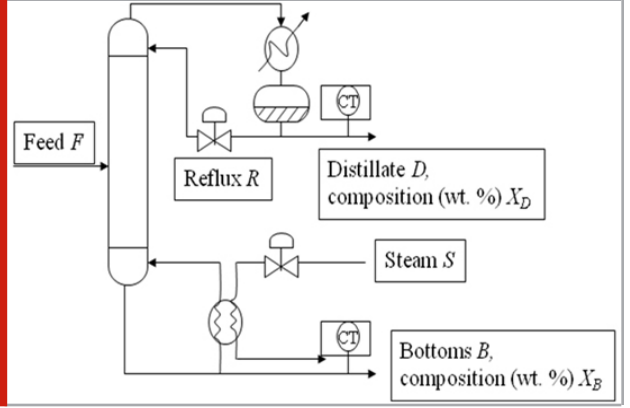 CT
Feed F
Reflux R
Distillate D,
composition (wt. %) X_D
Steam S
CT
Bottoms B,
composition (wt. %) X_B